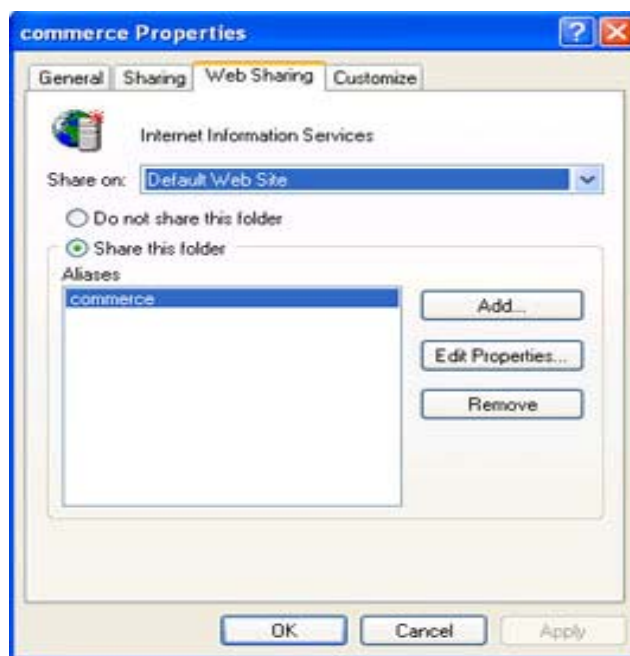 commerce Properties
General Sharing Web Sharing Customize
Internet Information Services
Share on: Default Web Site
Do not share this folder
Share this folder
Aliases
commerce
Add...
Edit Properties...
Remove
OK Cancel Apply